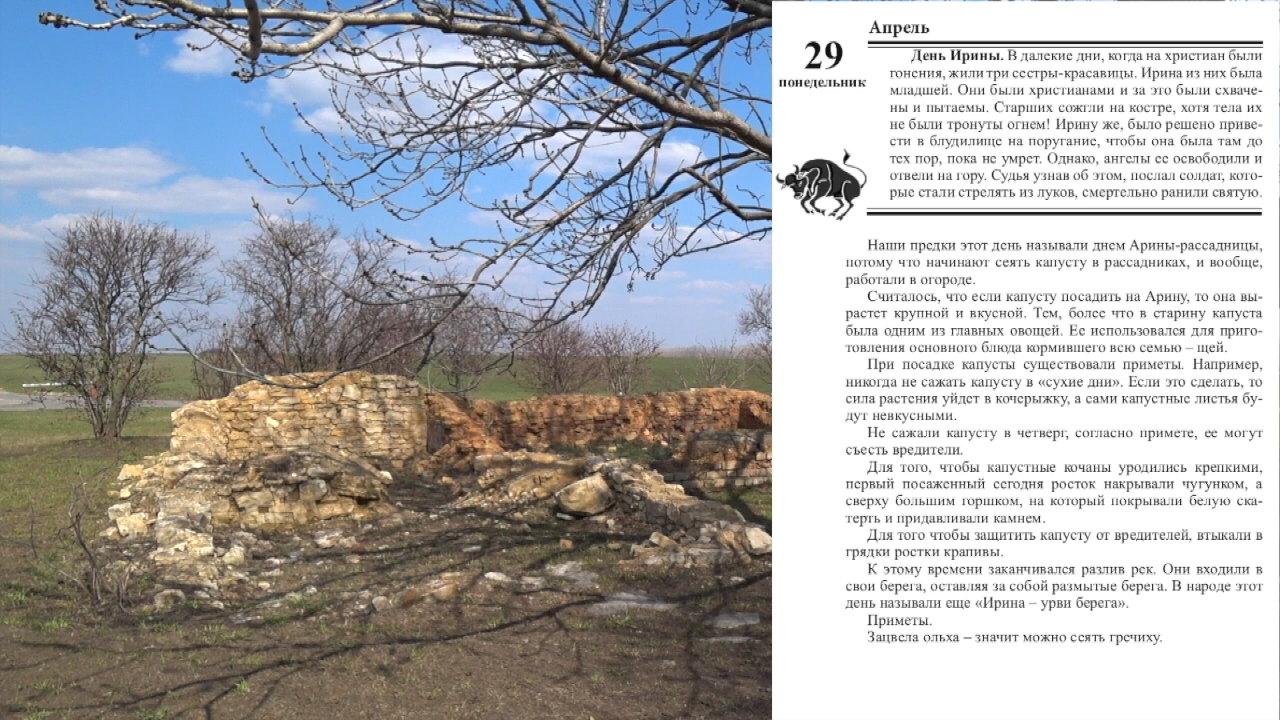 Апрель
29
понедельник
День Ирины. В далекие дни, когда на христиан были
гонения, жили три сестры-красавицы. Ирина из них была
младшей. Они были христианами и за это были схваче-
ны и пытаемы. Старших сожгли на костре, хотя тела их
не были тронуты огнем! Ирину же, было решено приве-
сти в блудилище на поругание, чтобы она была там до
тех пор, пока не умрет. Однако, ангелы ее освободили и
отвели на гору. Судья узнав об этом, послал солдат, кото-
рые стали стрелять из луков, смертельно ранили святую.
Наши предки этот день называли днем Арины-рассадницы,
потому что начинают сеять капусту в рассадниках, и вообще,
работали в огороде.
Считалось, что если капусту посадить на Арину, то она вы-
растет крупной и вкусной. Тем, более что в старину капуста
была одним из главных овощей. Ее использовался для приго-
товления основного блюда кормившего всю семью – щей.
При посадке капусты существовали приметы. Например,
никогда не сажать капусту в «сухие дни». Если это сделать, то
сила растения уйдет в кочерыжку, а сами капустные листья бу-
дут невкусными.
Не сажали капусту в четверг, согласно примете, ее могут
съесть вредители.
Для того, чтобы капустные кочаны уродились крепкими,
первый посаженный сегодня росток накрывали чугунком, а
сверху большим горшком, на который покрывали белую ска-
терть и придавливали камнем.
Для того чтобы защитить капусту от вредителей, втыкали в
грядки ростки крапивы.
К этому времени заканчивался разлив рек. Они входили в
свои берега, оставляя за собой размытые берега. В народе этот
день называли еще «Ирина – урви берега».
Приметы.
Зацвела ольха – значит можно сеять гречиху.